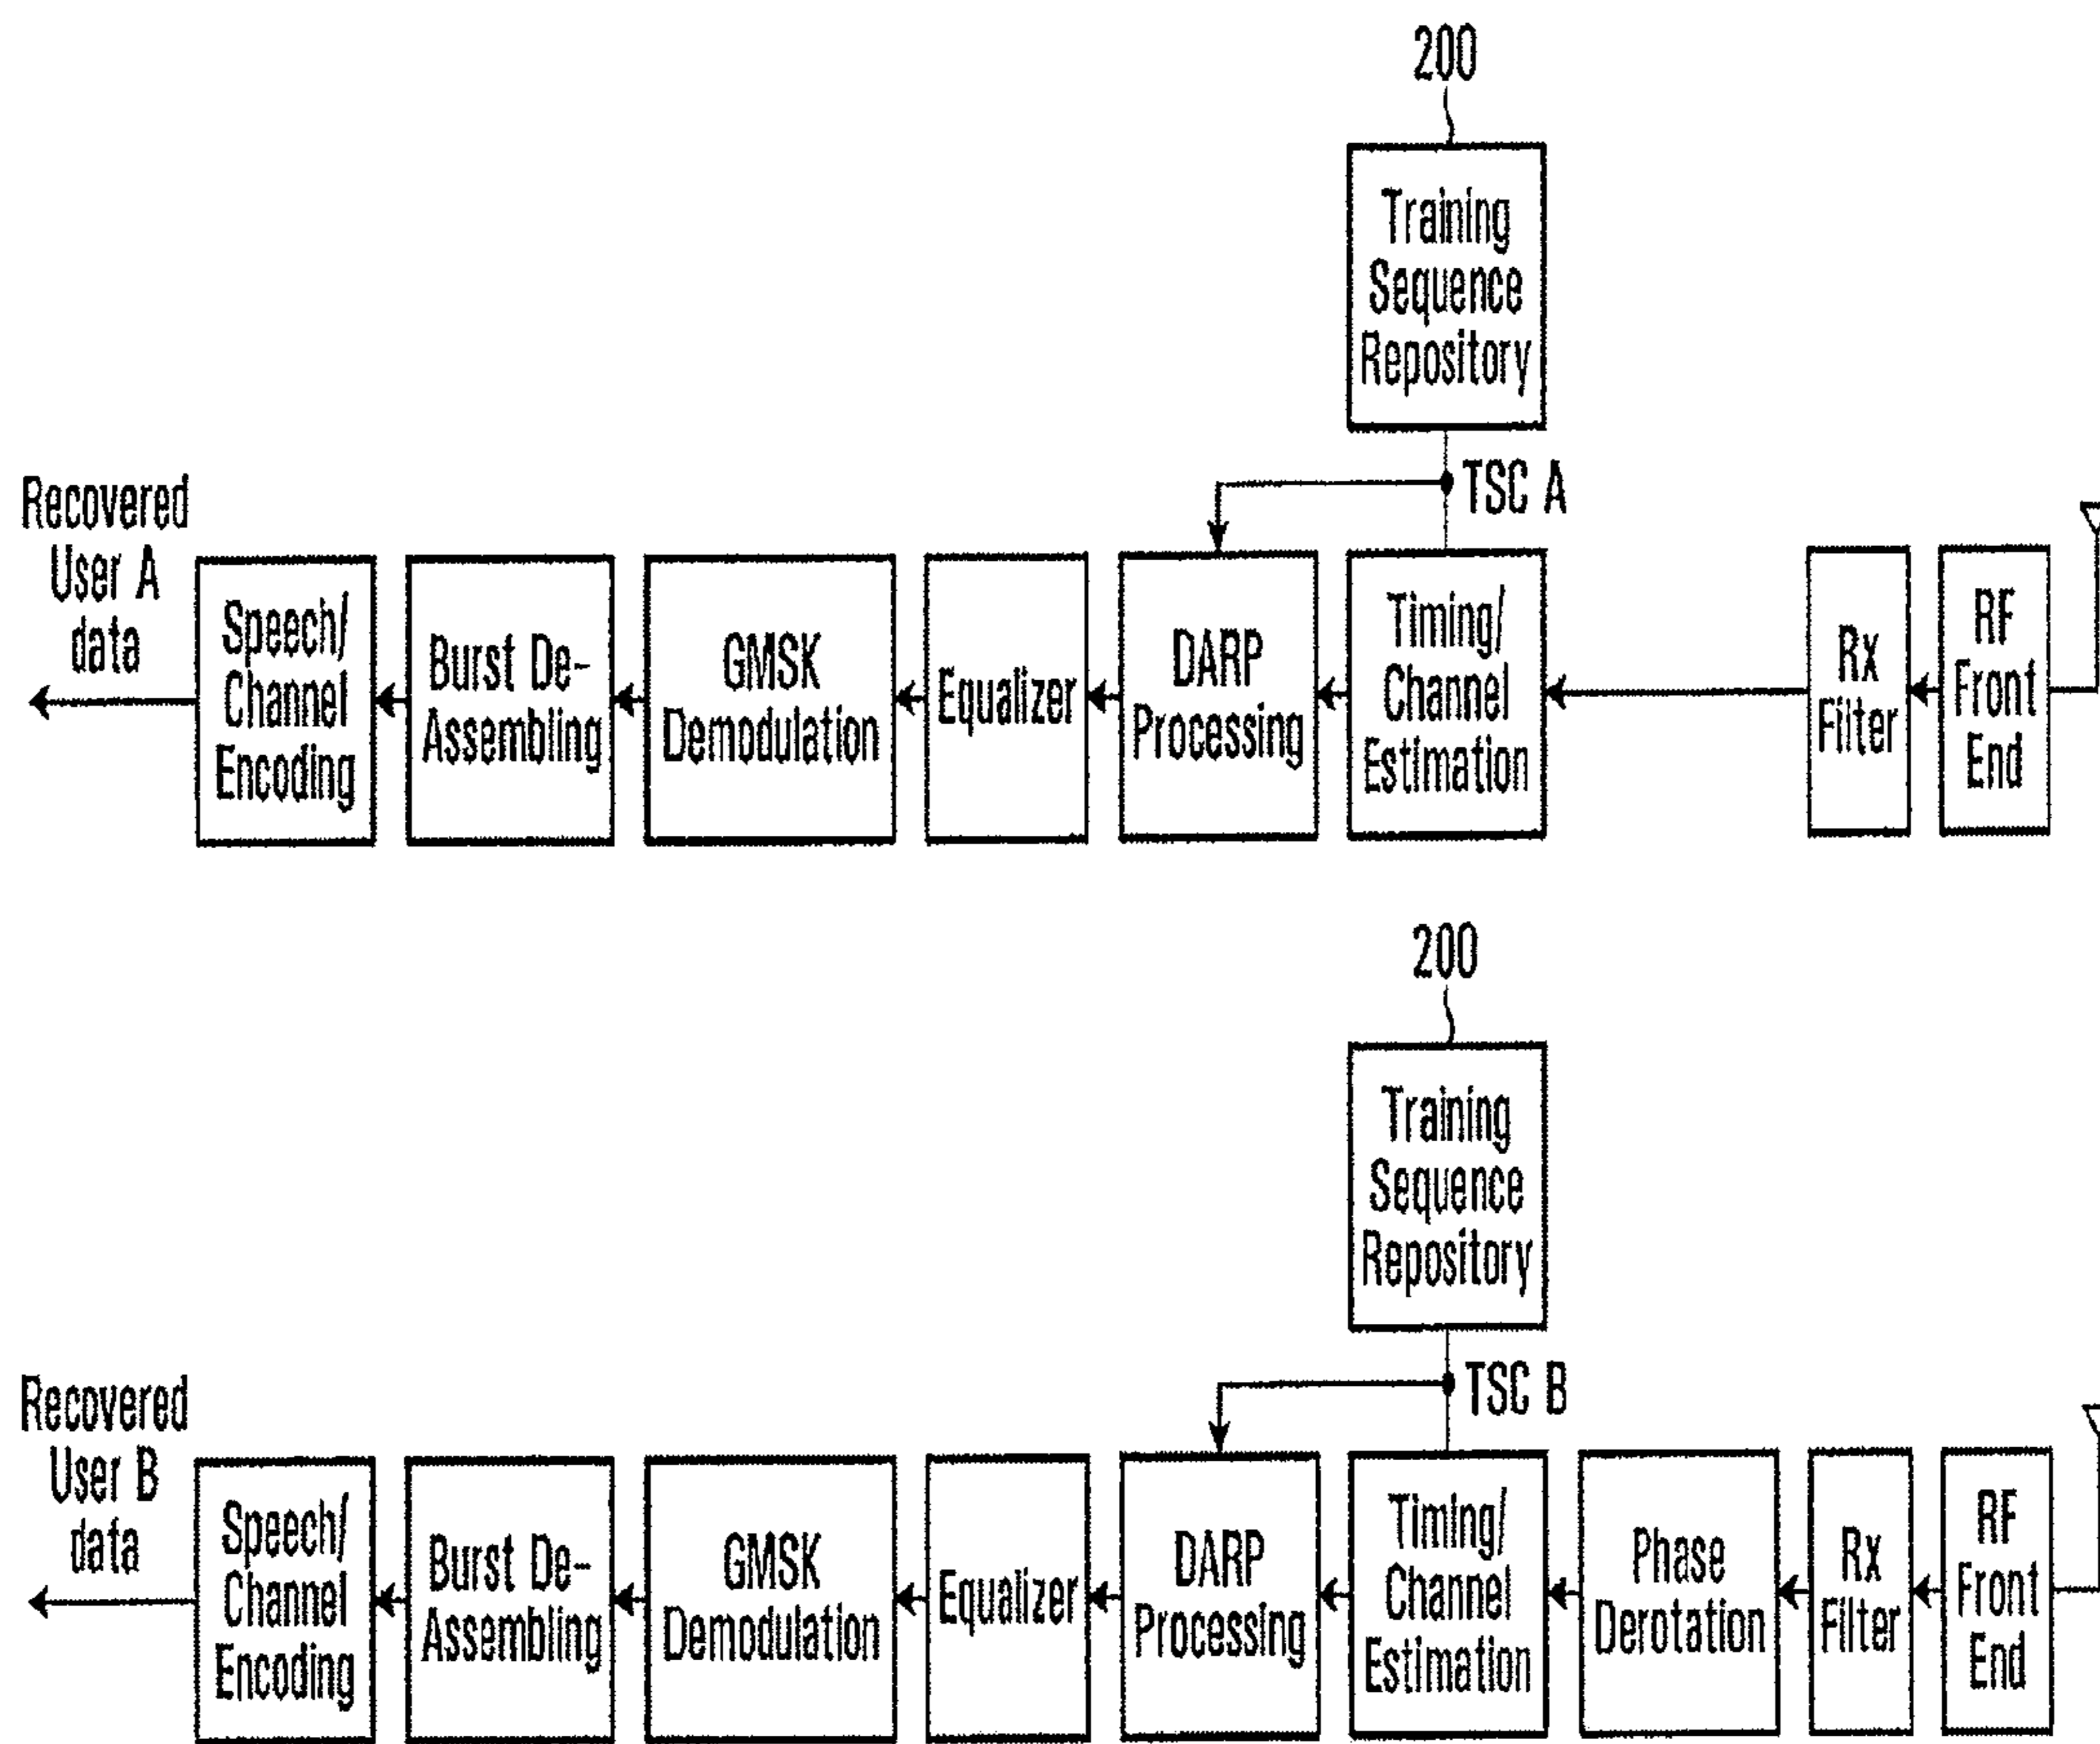 200
Training
Sequence
Repository
TSC A
Recovered
User A
data
Speech/
Channel
Encoding
Burst De-
Assembling
GMSK
Demodulation
Equalizer
DARP
Processing
Timing/
Channel
Estimation
Rx
Filter
RF
Front
End
200
Training
Sequence
Repository
TSC B
Recovered
User B
data
Speech/
Channel
Encoding
Burst De-
Assembling
GMSK
Demodulation
Equalizer
DARP
Processing
Timing/
Channel
Estimation
Phase
Derotation
Rx
Filter
RF
Front
End